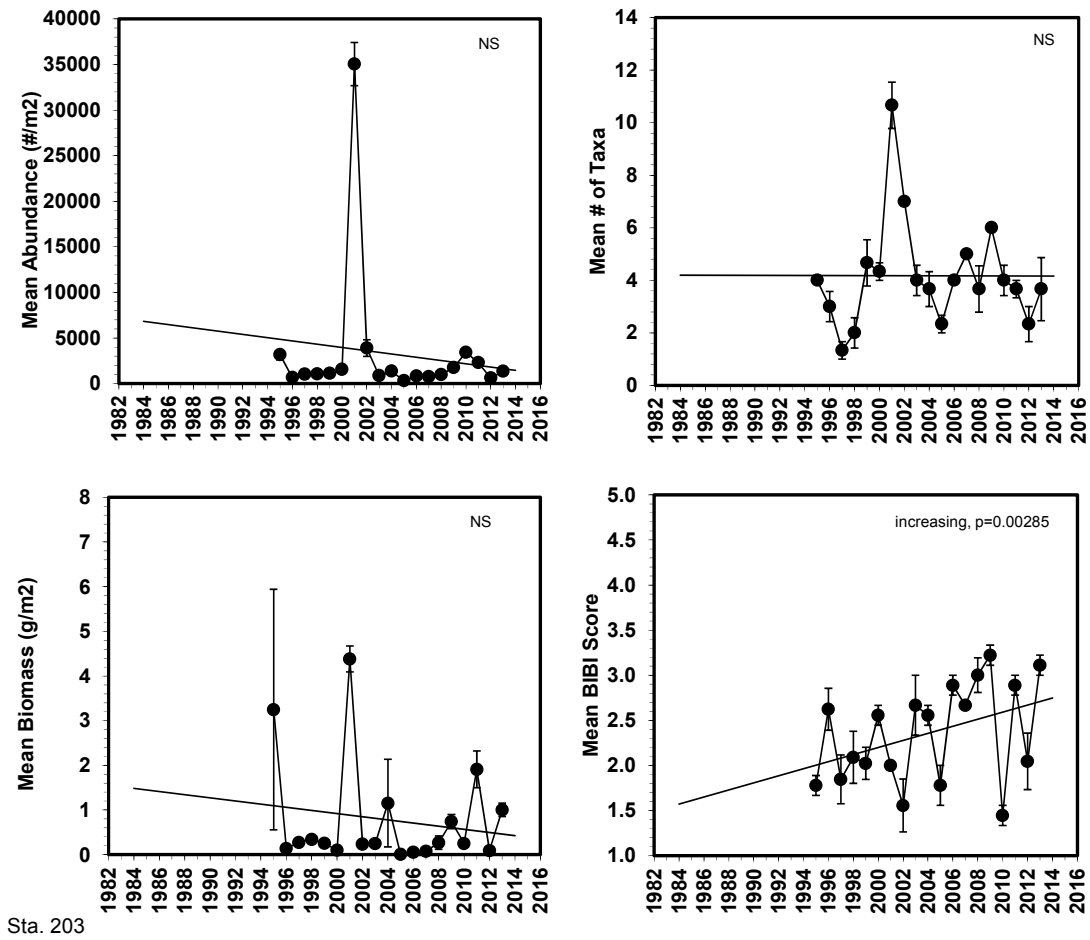 40000
35000
30000
25000
20000
15000
10000
5000
0
Mean Abundance (#/m2)
NS
1982 1984 1986 1988 1990 1992 1994 1996 1998 2000 2002 2004 2006 2008 2010 2012 2014 2016
14
12
10
8
6
4
2
0
Mean # of Taxa
NS
1982 1984 1986 1988 1990 1992 1994 1996 1998 2000 2002 2004 2006 2008 2010 2012 2014 2016
8
7
6
5
4
3
2
1
0
Mean Biomass (g/m2)
NS
1982 1984 1986 1988 1990 1992 1994 1996 1998 2000 2002 2004 2006 2008 2010 2012 2014 2016
5.0
4.5
4.0
3.5
3.0
2.5
2.0
1.5
1.0
Mean BIBI Score
increasing, p=0.00285
1982 1984 1986 1988 1990 1992 1994 1996 1998 2000 2002 2004 2006 2008 2010 2012 2014 2016
Sta. 203